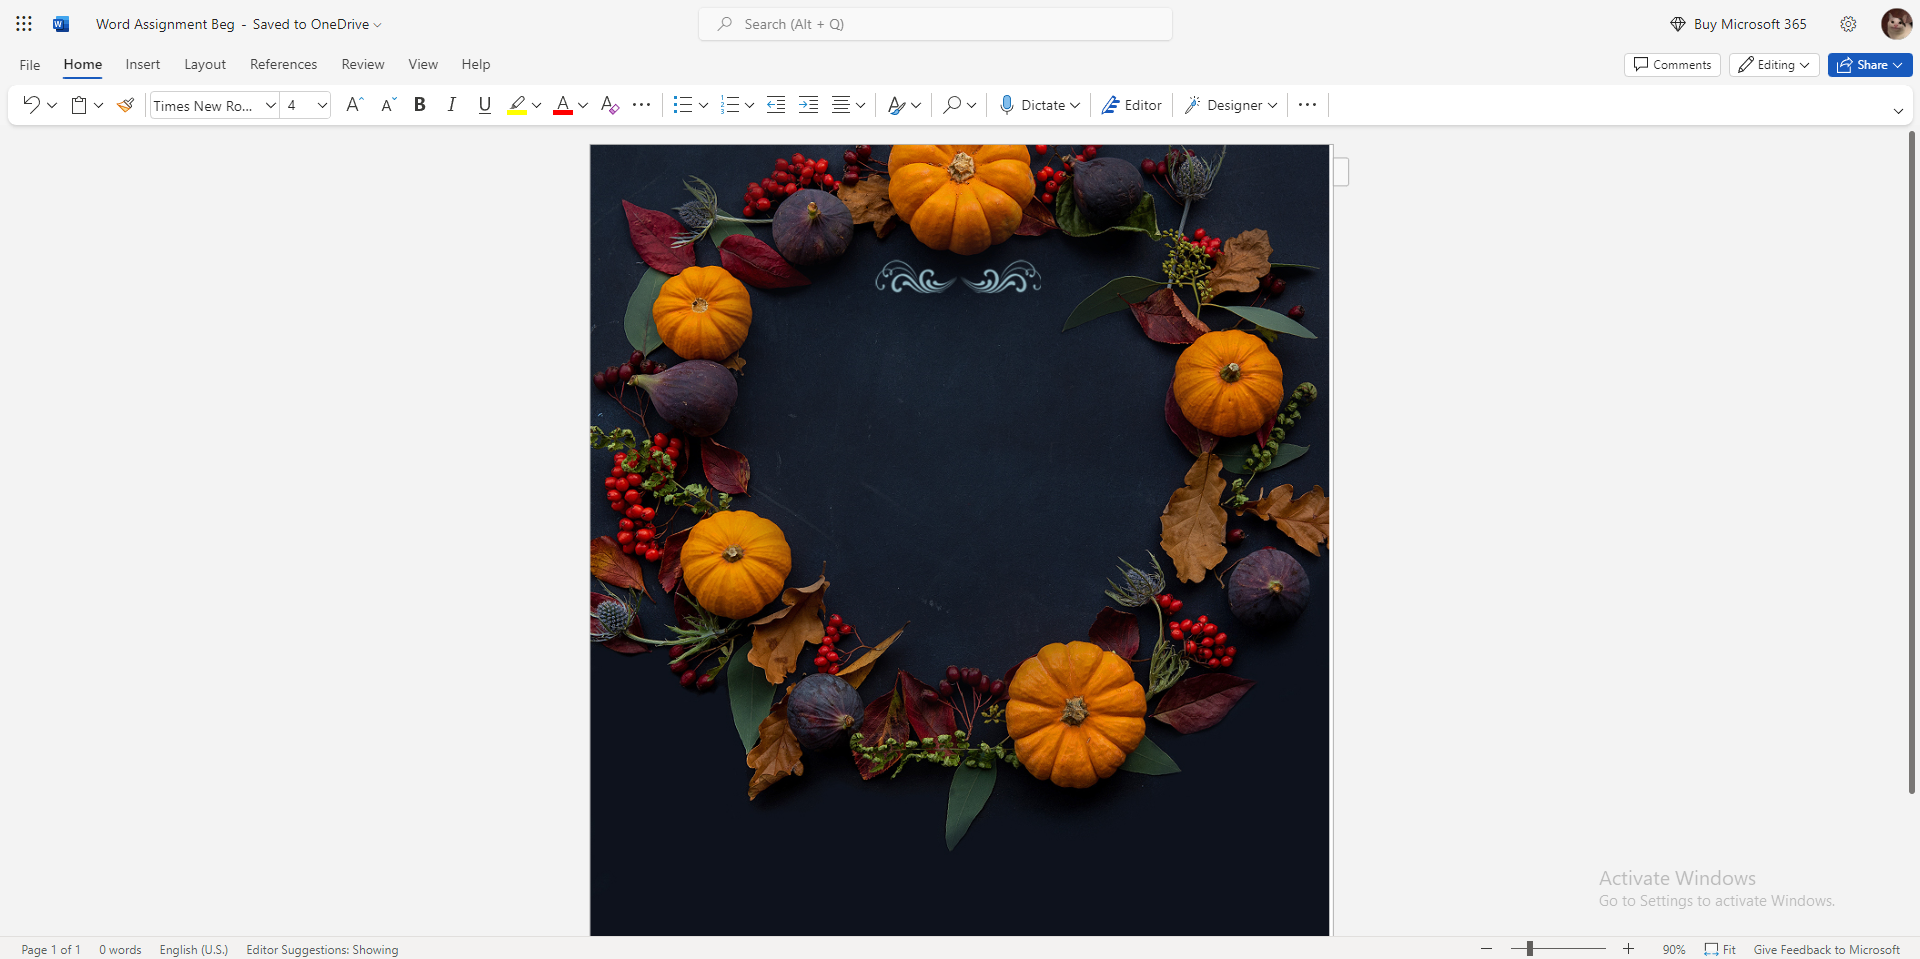 Word Assignment Beg - Saved to OneDrive
Search (Alt + Q)
Buy Microsoft 365
File Home Insert Layout References Review View Help
Comments Editing Share
Times New Ro... 4 B I U A Dictate Editor Designer
Activate Windows
Go to Settings to activate Windows.
Page 1 of 1 0 words English (U.S.) Editor Suggestions: Showing 90% Fit Give Feedback to Microsoft